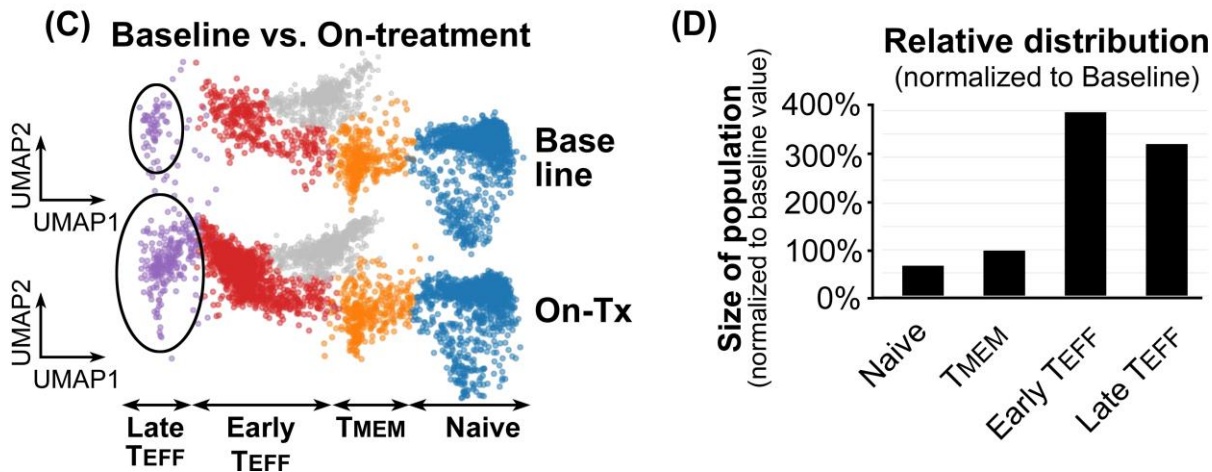 (C) Baseline vs. On-treatment
UMAP2
UMAP1
Base
line
UMAP2
UMAP1
On-Tx
Late
TEFF
Early
TEFF
TMEM
Naive
(D)
Relative distribution
(normalized to Baseline)
Size of population
(normalized to baseline value)
400%
300%
200%
100%
0%
Naive
TMEM
Early TEFF
Late TEFF